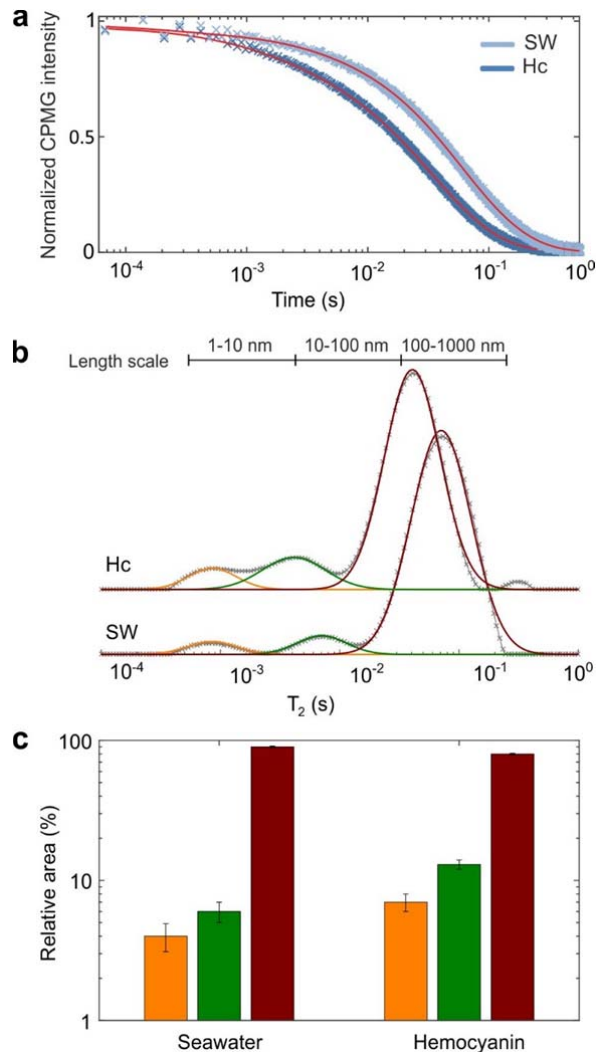 a
Normalized CPMG intensity
1
0.5
0
SW
Hc
10⁻⁴ 10⁻³ 10⁻² 10⁻¹ 10⁰
Time (s)
b
Length scale 1-10 nm 10-100 nm 100-1000 nm
Hc
SW
10⁻⁴ 10⁻³ 10⁻² 10⁻¹ 10⁰
T₂ (s)
c
Relative area (%)
100
10
1
Seawater Hemocyanin